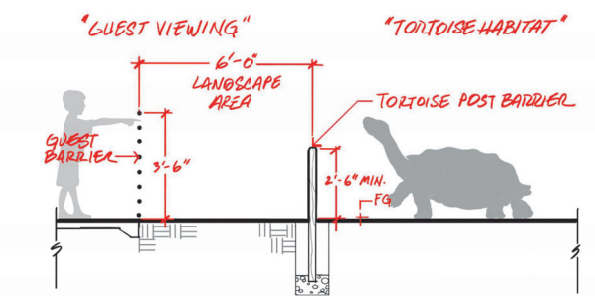 "GUEST VIEWING"
"TORTOISE HABITAT"
6'-0"
LANDSCAPE
AREA
TORTOISE POST BARRIER
GUEST
BARRIER
3'-6"
2'-6" MIN.
FG